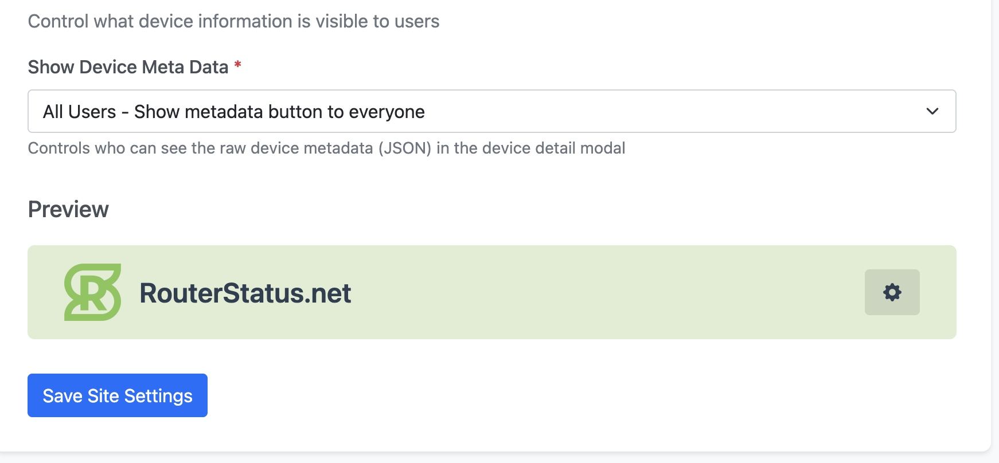 Control what device information is visible to users
Show Device Meta Data *
All Users - Show metadata button to everyone
Controls who can see the raw device metadata (JSON) in the device detail modal
Preview
R
RouterStatus.net
Save Site Settings